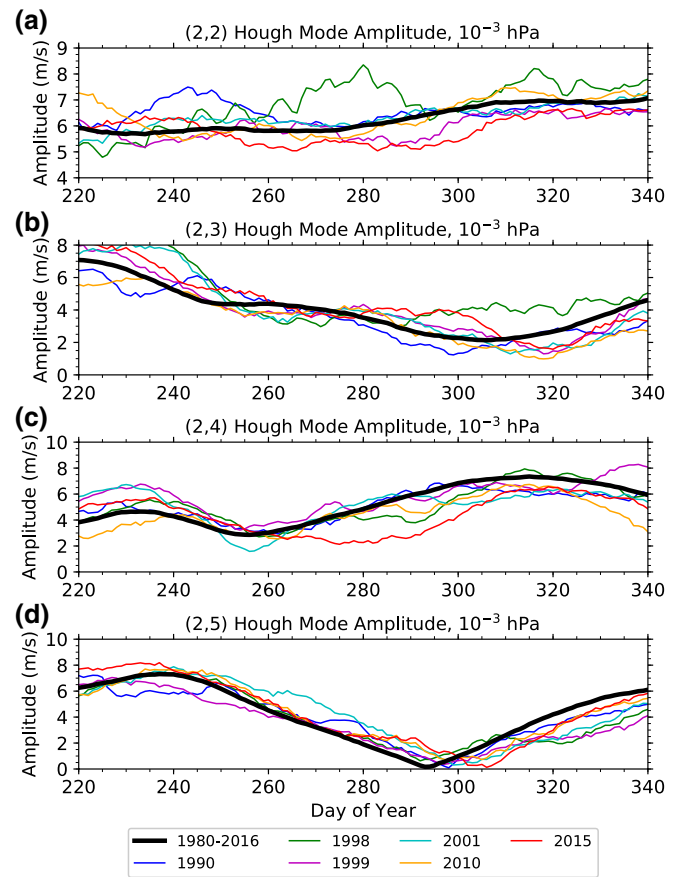 (a)
(2,2) Hough Mode Amplitude, 10⁻³ hPa
Amplitude (m/s)
9
8
7
6
5
4
220 240 260 280 300 320 340
(b)
(2,3) Hough Mode Amplitude, 10⁻³ hPa
Amplitude (m/s)
8
6
4
2
0
220 240 260 280 300 320 340
(c)
(2,4) Hough Mode Amplitude, 10⁻³ hPa
Amplitude (m/s)
10
8
6
4
2
0
220 240 260 280 300 320 340
(d)
(2,5) Hough Mode Amplitude, 10⁻³ hPa
Amplitude (m/s)
10
8
6
4
2
0
220 240 260 280 300 320 340
Day of Year
1980-2016 1998 2001 2015
1990 1999 2010